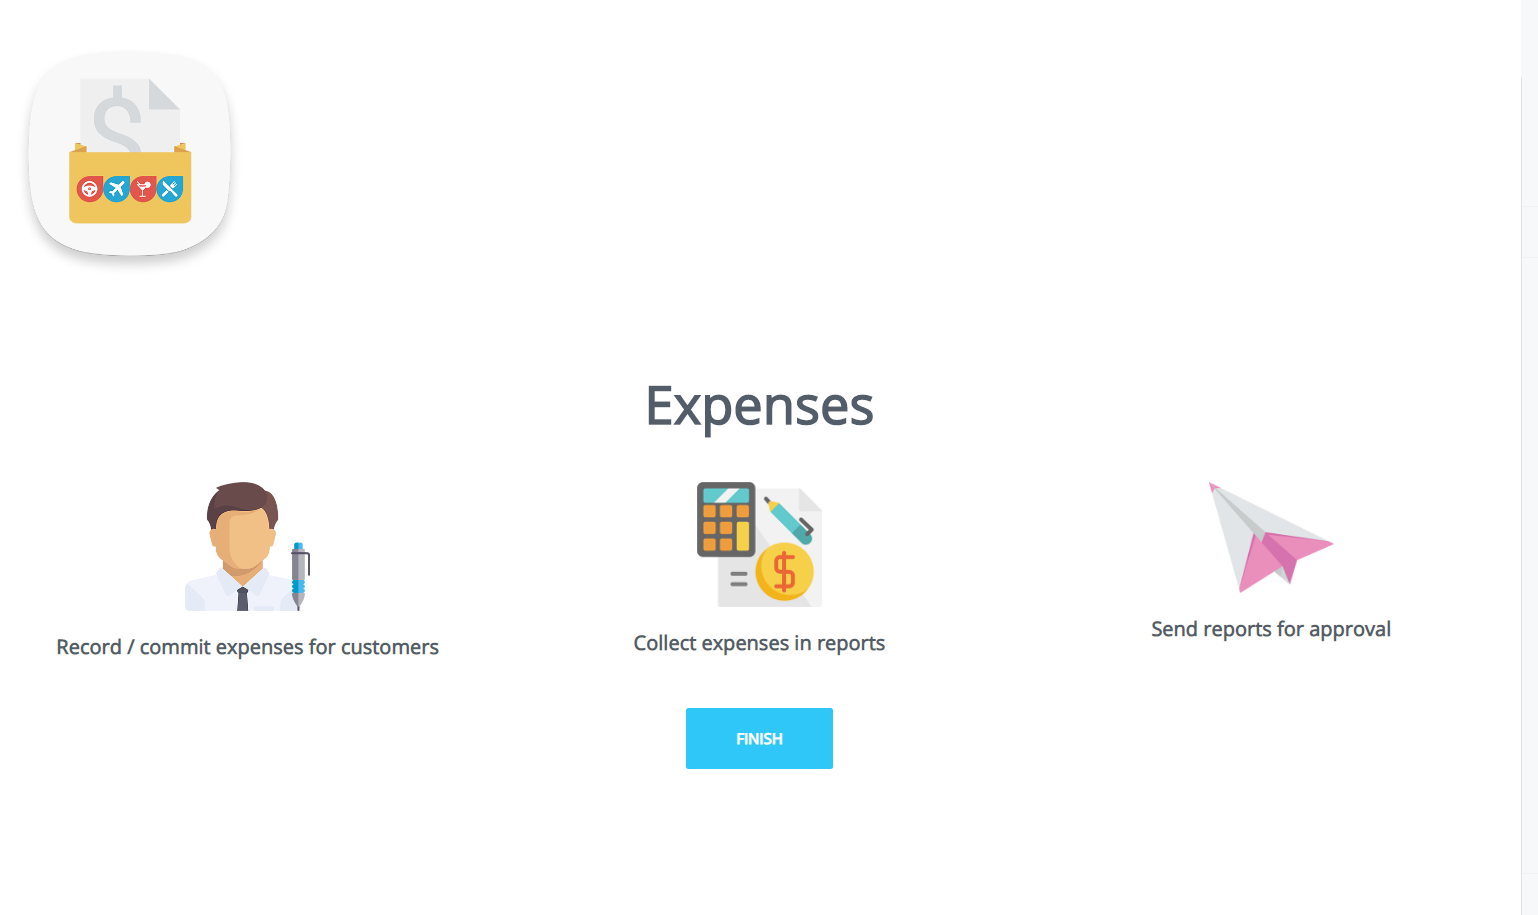 Expenses
Record / commit expenses for customers
Collect expenses in reports
Send reports for approval
FINISH